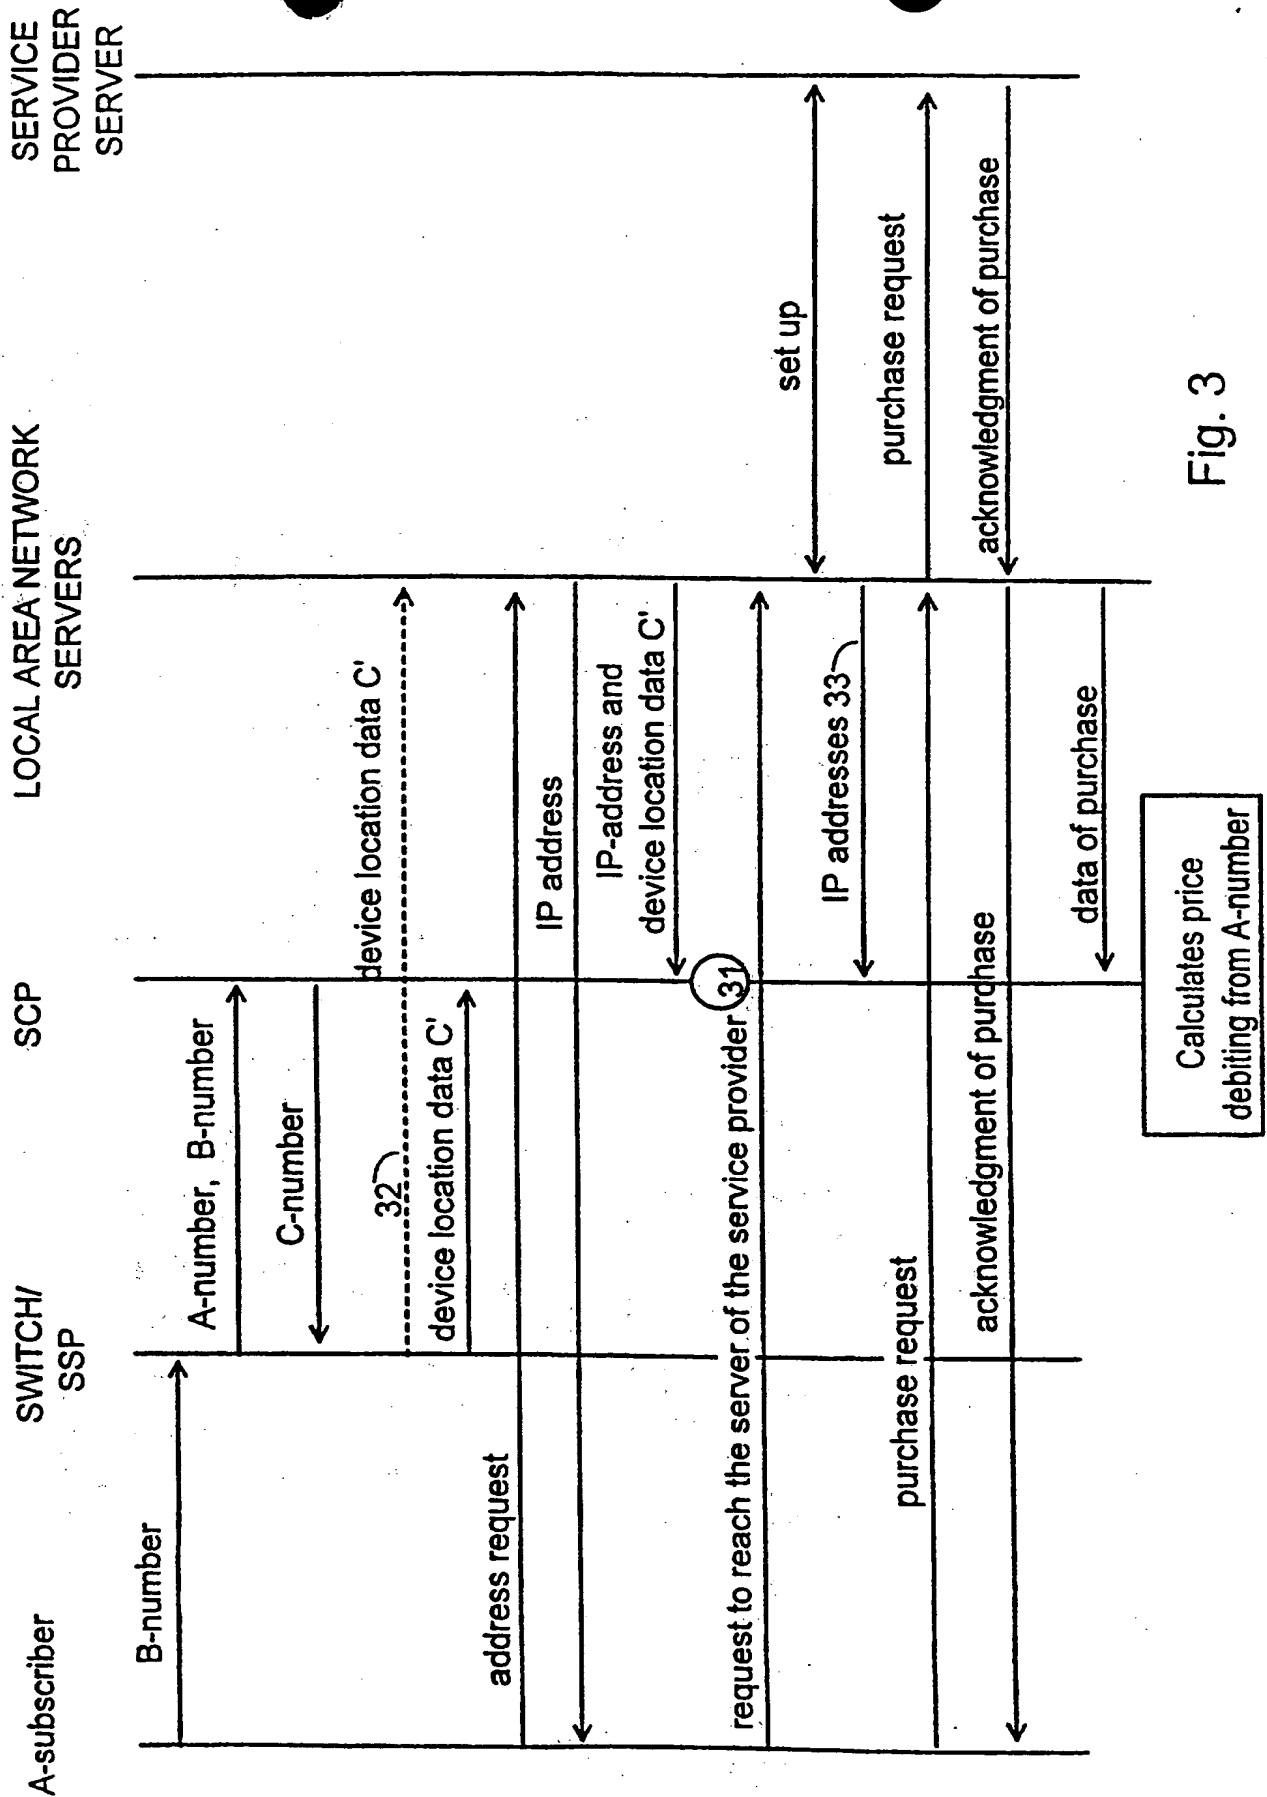 A-subscriber
SWITCH/
SSP
SCP
LOCAL AREA NETWORK
SERVERS
SERVICE
PROVIDER
SERVER
B-number
A-number, B-number
C-number
32
device location data C'
device location data C'
address request
IP address
IP-address and
device location data C'
31
request to reach the server of the service provider
set up
IP addresses 33
purchase request
purchase request
acknowledgment of purchase
acknowledgment of purchase
data of purchase
Calculates price
debiting from A-number
Fig. 3